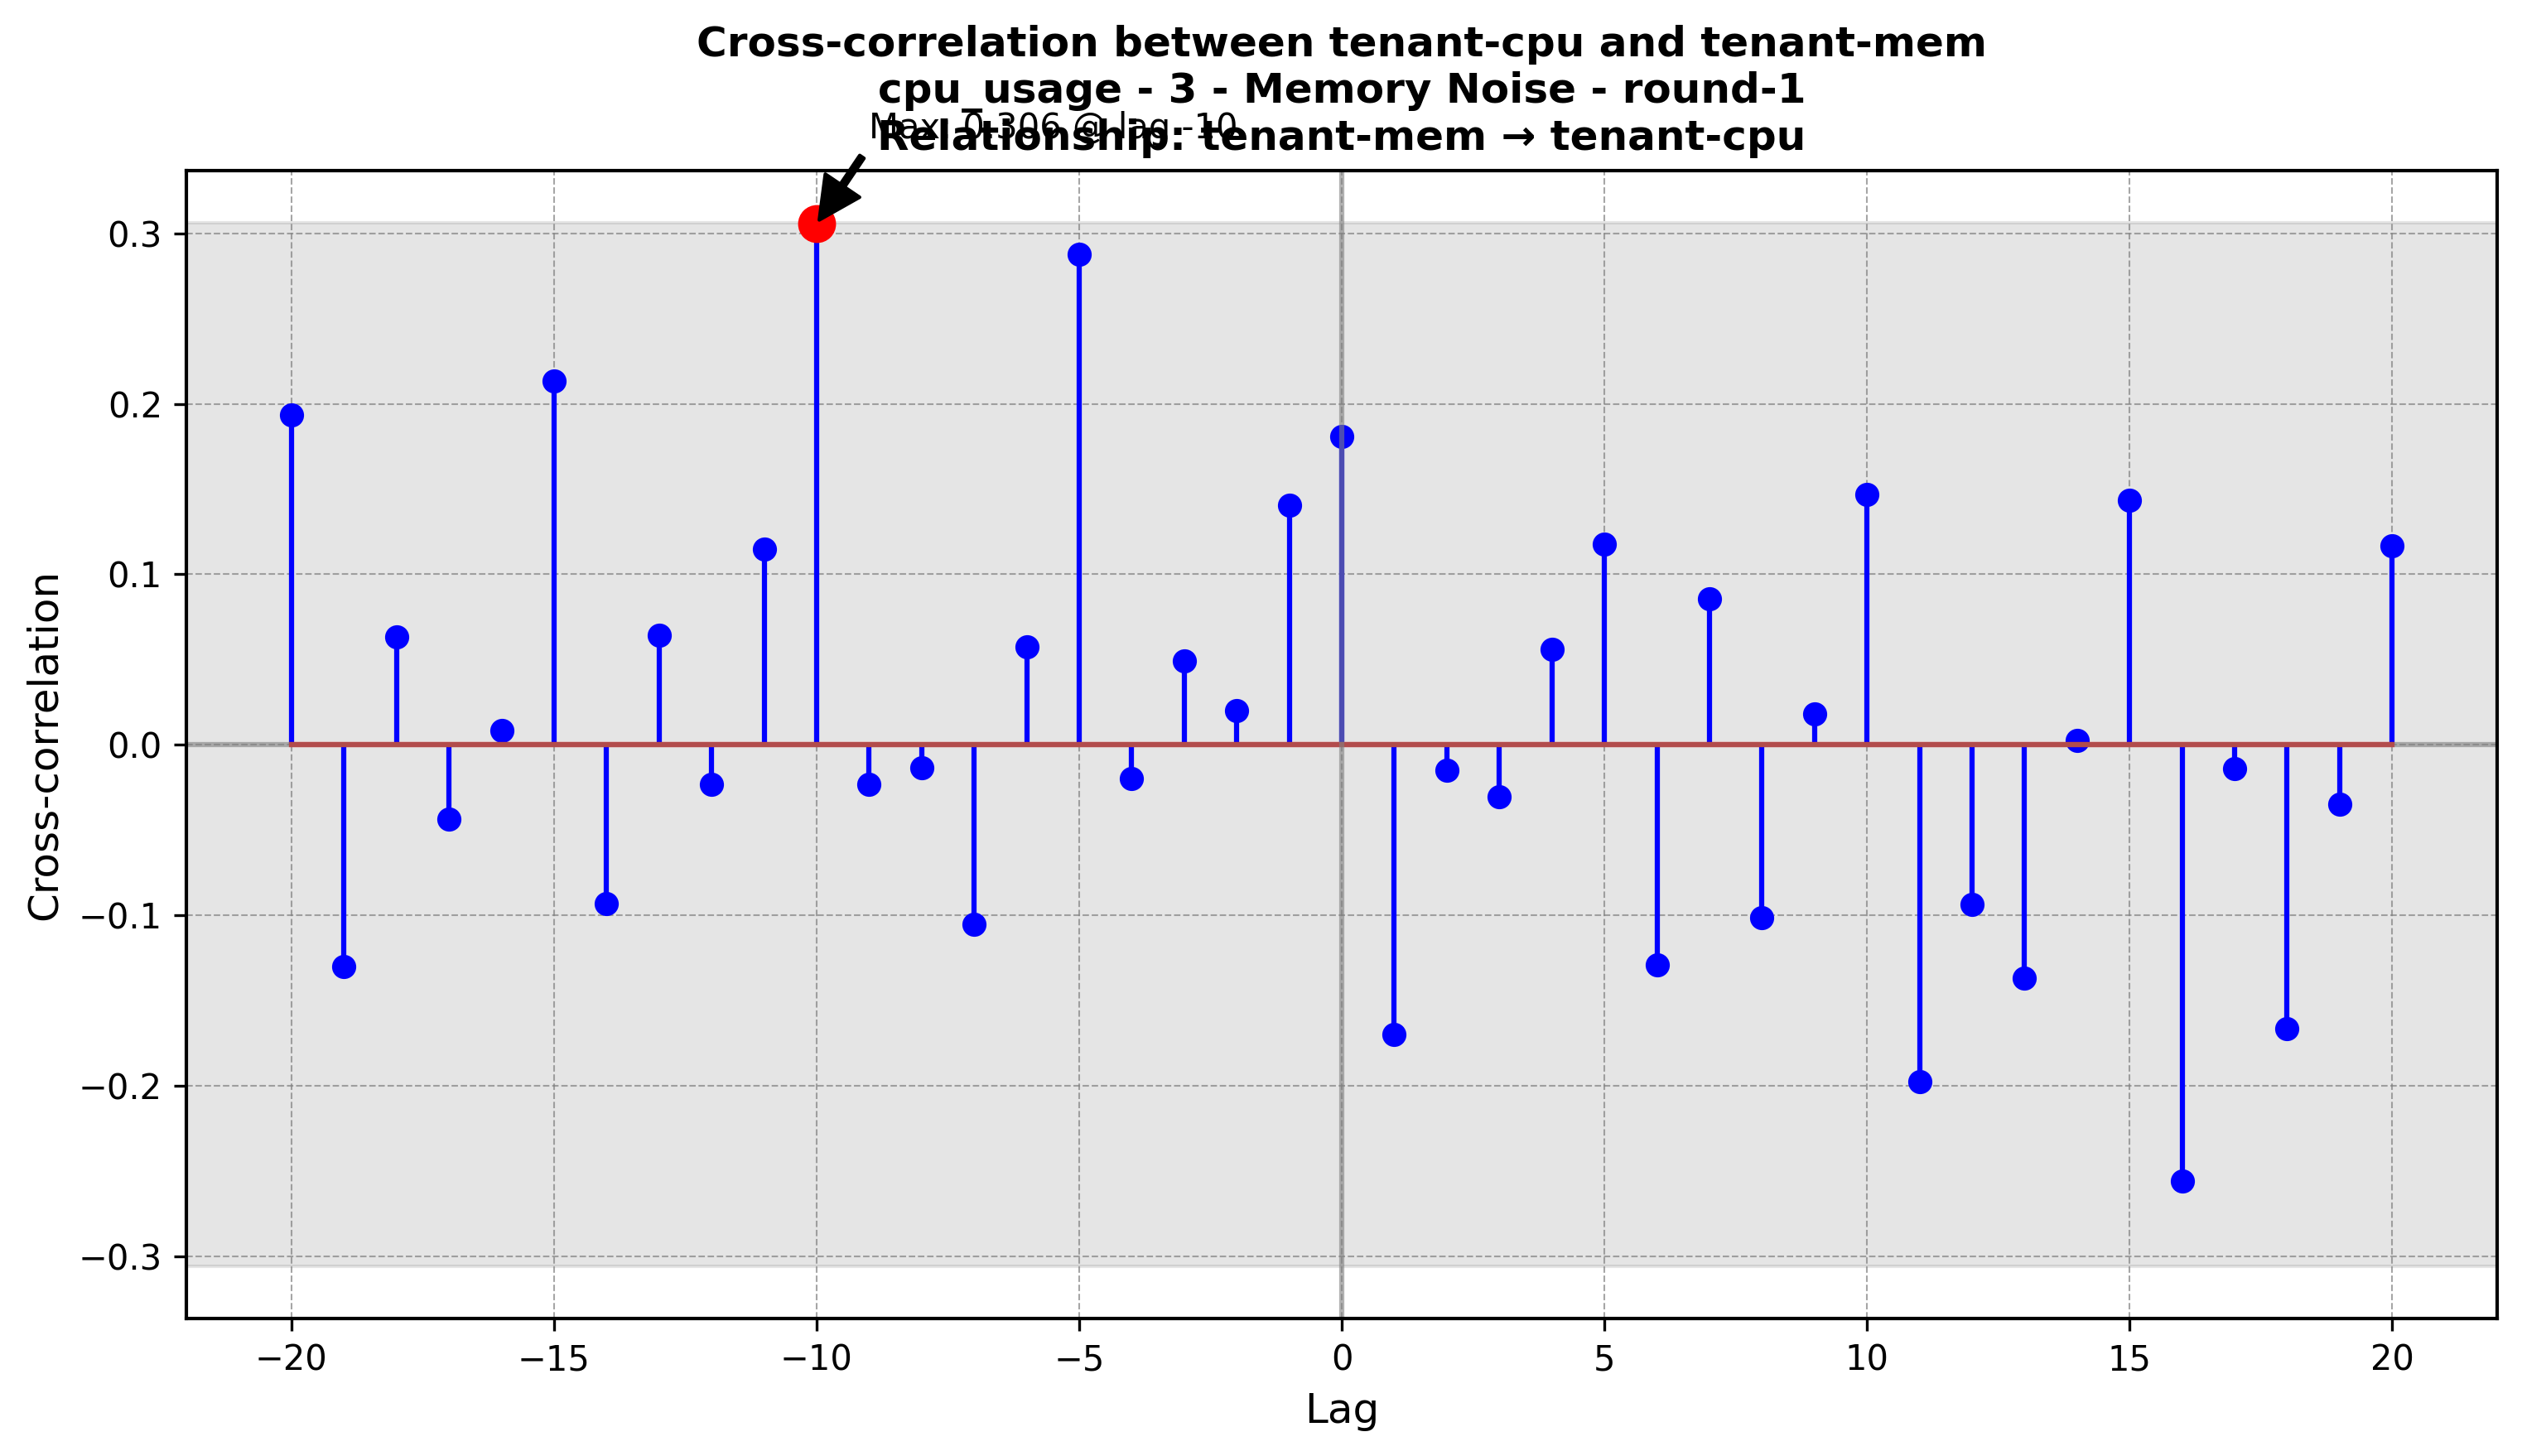 Cross-correlation between tenant-cpu and tenant-mem
cpu_usage - 3 - Memory Noise - round-1
Max: 0.306 @ lag -10
Relationship: tenant-mem → tenant-cpu
Cross-correlation
0.3
0.2
0.1
0.0
−0.1
−0.2
−0.3
−20
−15
−10
−5
0
5
10
15
20
Lag